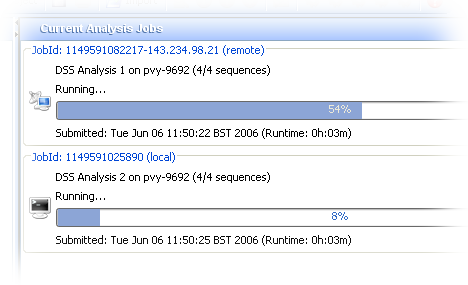 Current Analysis Jobs
JobId: 1149591082217-143.234.98.21 (remote)
DSS Analysis 1 on pvy-9692 (4/4 sequences)
Running...
54%
Submitted: Tue Jun 06 11:50:22 BST 2006 (Runtime: 0h:03m)
JobId: 1149591025890 (local)
DSS Analysis 2 on pvy-9692 (4/4 sequences)
Running...
8%
Submitted: Tue Jun 06 11:50:25 BST 2006 (Runtime: 0h:03m)